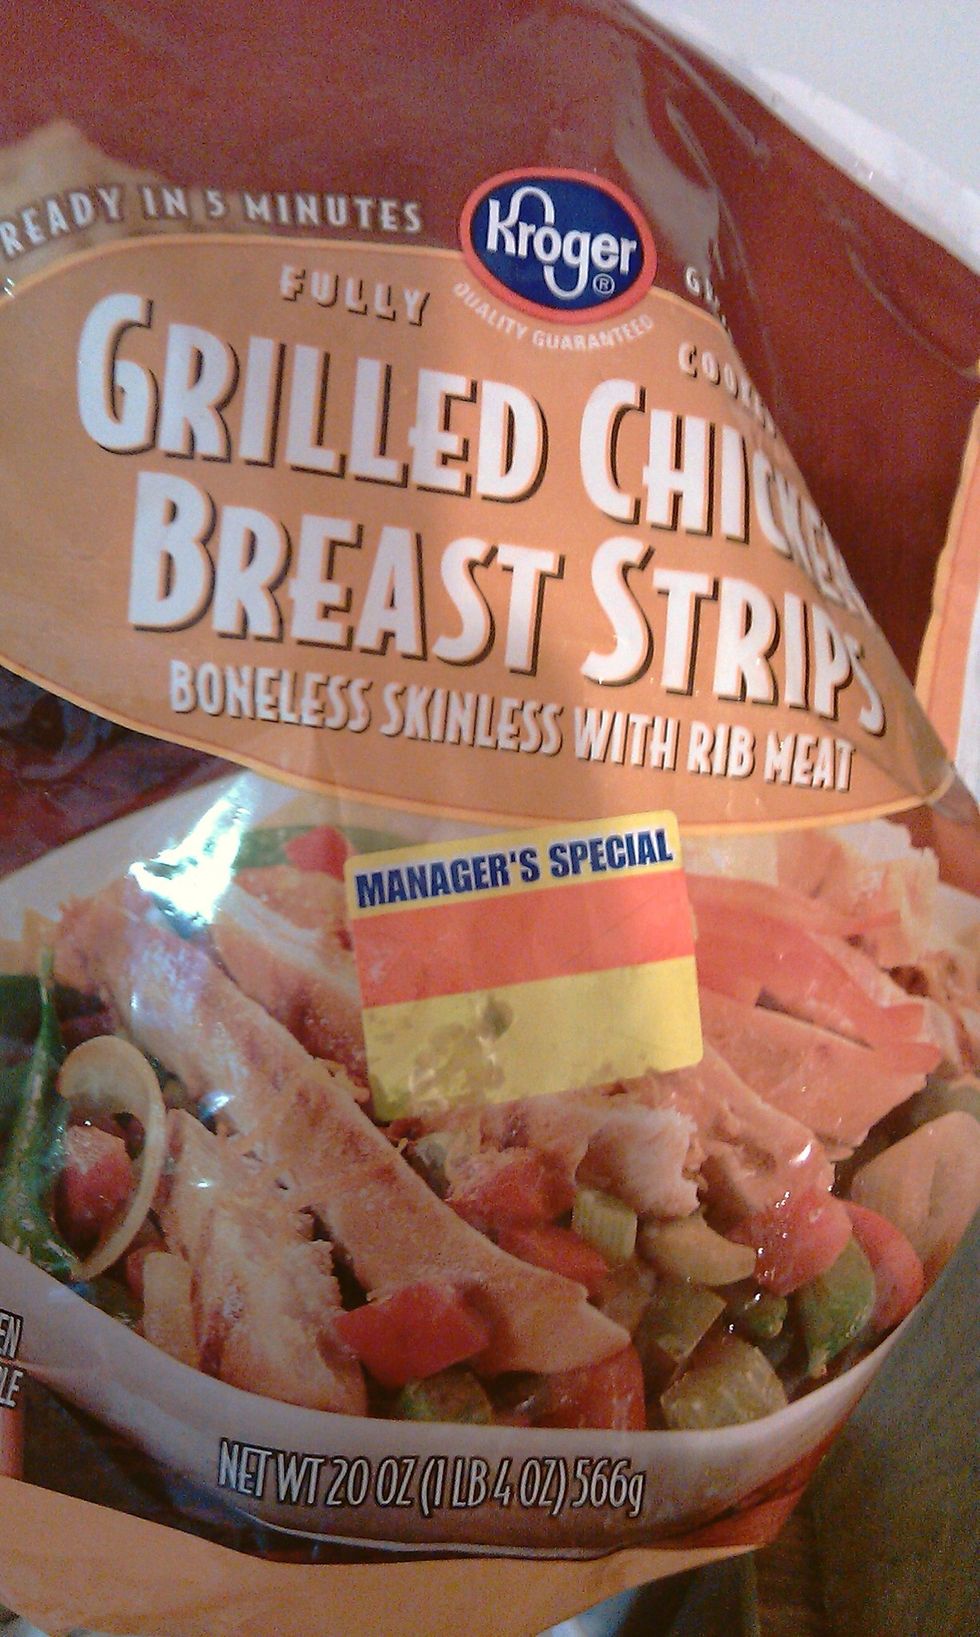 READY IN 5 MINUTES
Kroger®
QUALITY GUARANTEED
FULLY
GRILLED CHICKEN
BREAST STRIPS
BONELESS SKINLESS WITH RIB MEAT
MANAGER'S SPECIAL
NET WT 20 OZ (1 LB 4 OZ) 566g